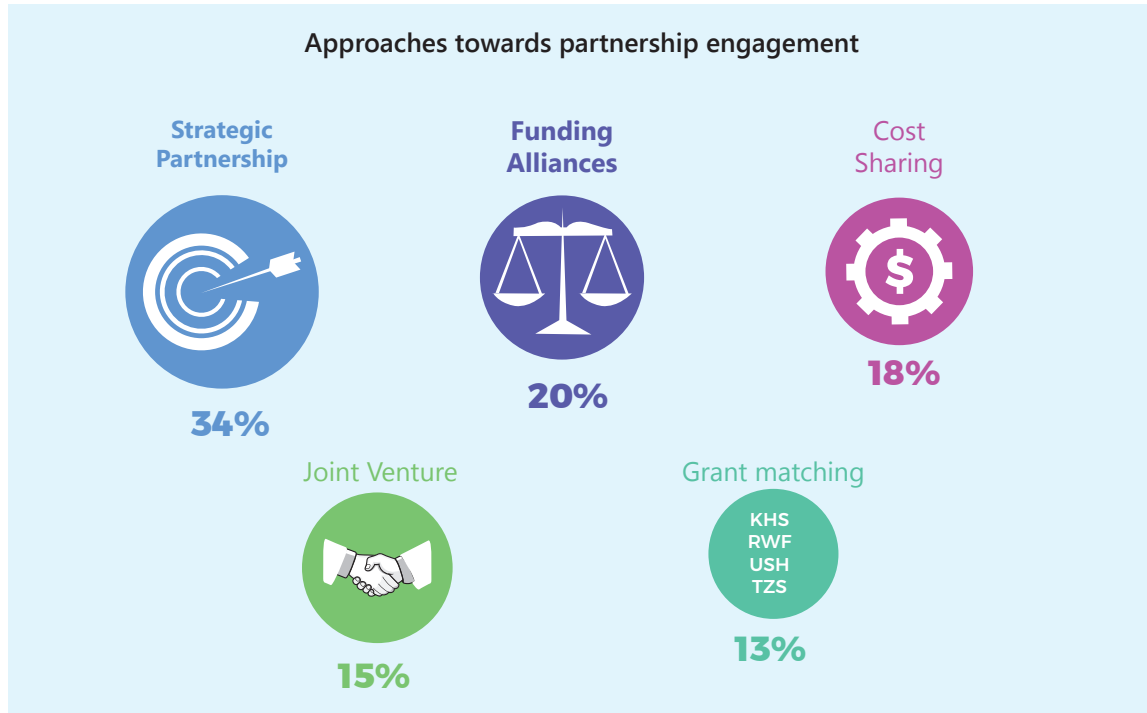 Approaches towards partnership engagement
Strategic
Partnership
34%
Funding
Alliances
20%
Cost
Sharing
$
18%
Joint Venture
15%
Grant matching
KHS
RWF
USH
TZS
13%